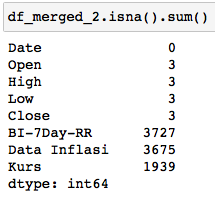 df_merged_2.isna().sum()
Date 0
Open 3
High 3
Low 3
Close 3
BI-7Day-RR 3727
Data Inflasi 3675
Kurs 1939
dtype: int64